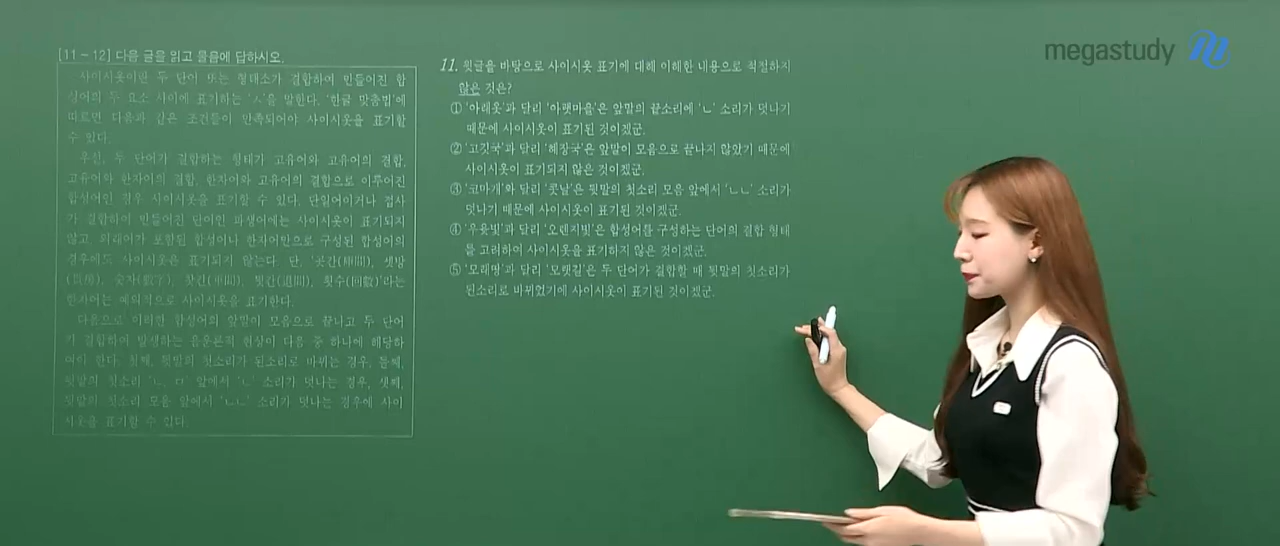 [11 ~ 12] 다음 글을 읽고 물음에 답하시오.
사이시옷이란 두 단어 또는 형태소가 결합하여 만들어진 합
성어의 두 요소 사이에 표기하는 'ㅅ'을 말한다. '한글 맞춤법'에
따르면 다음과 같은 조건들이 만족되어야 사이시옷을 표기할
수 있다.
우선, 두 단어가 결합하는 형태가 고유어와 고유어의 결합,
고유어와 한자어의 결합, 한자어와 고유어의 결합으로 이루어진
합성어인 경우 사이시옷을 표기할 수 있다. 단일어이거나 접사
가 결합하여 만들어진 단어인 파생어에는 사이시옷이 표기되지
않고, 외래어가 포함된 합성어나 한자어만으로 구성된 합성어의
경우에도 사이시옷은 표기되지 않는다. 단, '곳간(庫間), 셋방
(貰房), 숫자(數字), 찻간(車間), 툇간(退間), 횟수(回數)'라는
한자어는 예외적으로 사이시옷을 표기한다.
다음으로 이러한 합성어의 앞말이 모음으로 끝나고 두 단어
가 결합하여 발생하는 음운론적 현상이 다음 중 하나에 해당하
여야 한다. 첫째, 뒷말의 첫소리가 된소리로 바뀌는 경우, 둘째,
뒷말의 첫소리 'ㄴ, ㅁ' 앞에서 'ㄴ' 소리가 덧나는 경우, 셋째,
뒷말의 첫소리 모음 앞에서 'ㄴㄴ' 소리가 덧나는 경우에 사이
시옷을 표기할 수 있다.
11. 윗글을 바탕으로 사이시옷 표기에 대해 이해한 내용으로 적절하지
않은 것은?
① '아래옷'과 달리 '아랫마을'은 앞말의 끝소리에 'ㄴ' 소리가 덧나기
때문에 사이시옷이 표기된 것이겠군.
② '고깃국'과 달리 '해장국'은 앞말이 모음으로 끝나지 않았기 때문에
사이시옷이 표기되지 않은 것이겠군.
③ '코마개'와 달리 '콧날'은 뒷말의 첫소리 모음 앞에서 'ㄴㄴ' 소리가
덧나기 때문에 사이시옷이 표기된 것이겠군.
④ '우윳빛'과 달리 '오렌지빛'은 합성어를 구성하는 단어의 결합 형태
를 고려하여 사이시옷을 표기하지 않은 것이겠군.
⑤ '모래땅'과 달리 '모랫길'은 두 단어가 결합할 때 뒷말의 첫소리가
된소리로 바뀌었기에 사이시옷이 표기된 것이겠군.
megastudy